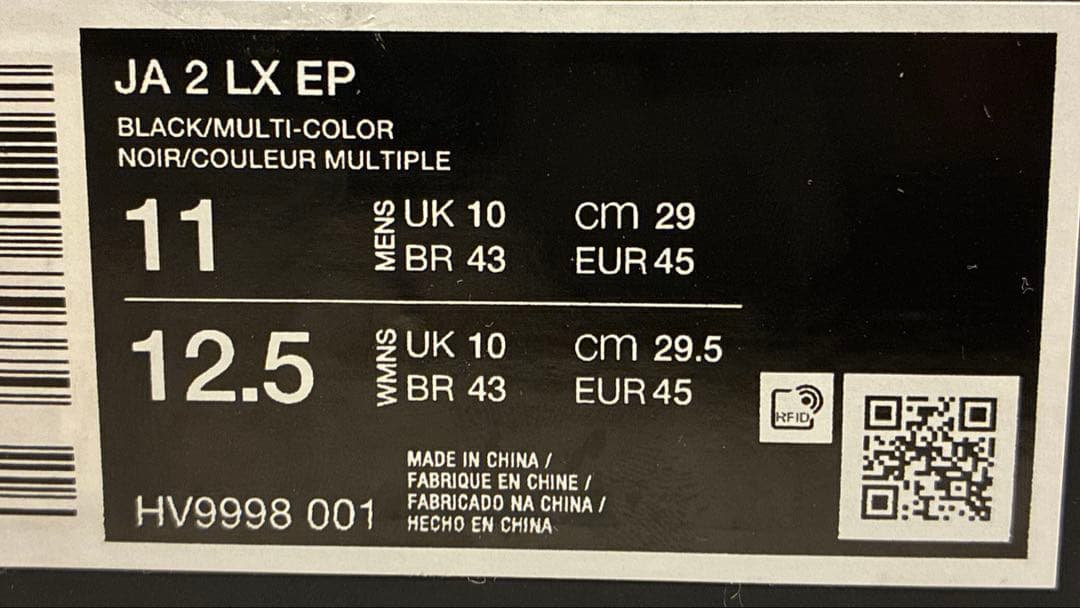 JA 2 LX EP
BLACK/MULTI-COLOR
NOIR/COULEUR MULTIPLE
11 MENS UK 10 cm 29
BR 43 EUR 45
12.5 WMNS UK 10 cm 29.5
BR 43 EUR 45
RFID
MADE IN CHINA /
FABRIQUE EN CHINE /
FABRICADO NA CHINA /
HECHO EN CHINA
HV9998 001